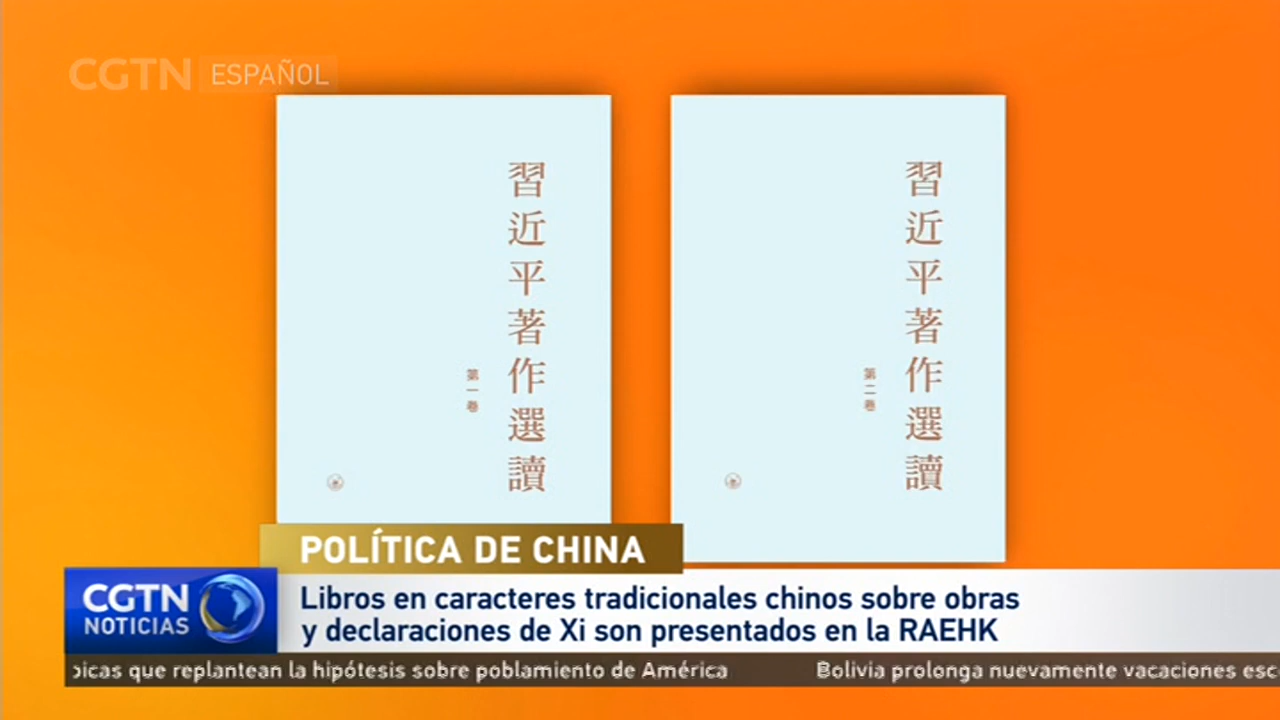 CGTN ESPAÑOL
習近平著作選讀
第一卷
習近平著作選讀
第二卷
POLÍTICA DE CHINA
CGTN
NOTICIAS
Libros en caracteres tradicionales chinos sobre obras
y declaraciones de Xi son presentados en la RAEHK
que replantean la hipótesis sobre poblamiento de América
Bolivia prolonga nuevamente vacaciones